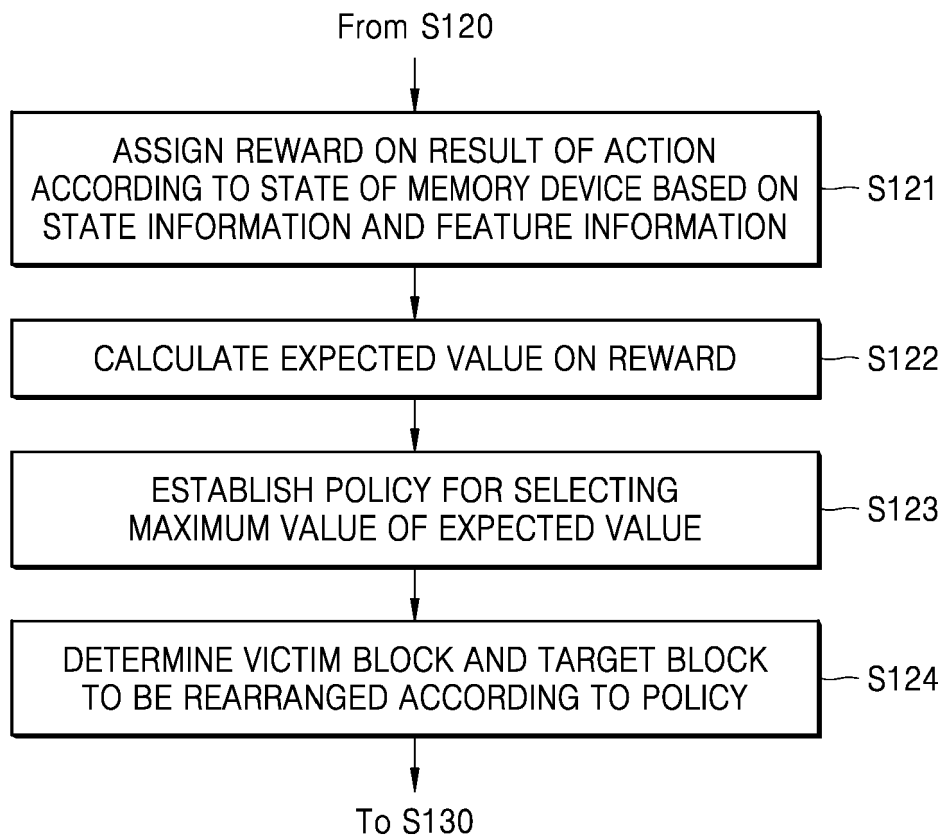 From S120
ASSIGN REWARD ON RESULT OF ACTION
ACCORDING TO STATE OF MEMORY DEVICE BASED ON
STATE INFORMATION AND FEATURE INFORMATION
S121
CALCULATE EXPECTED VALUE ON REWARD
S122
ESTABLISH POLICY FOR SELECTING
MAXIMUM VALUE OF EXPECTED VALUE
S123
DETERMINE VICTIM BLOCK AND TARGET BLOCK
TO BE REARRANGED ACCORDING TO POLICY
S124
To S130